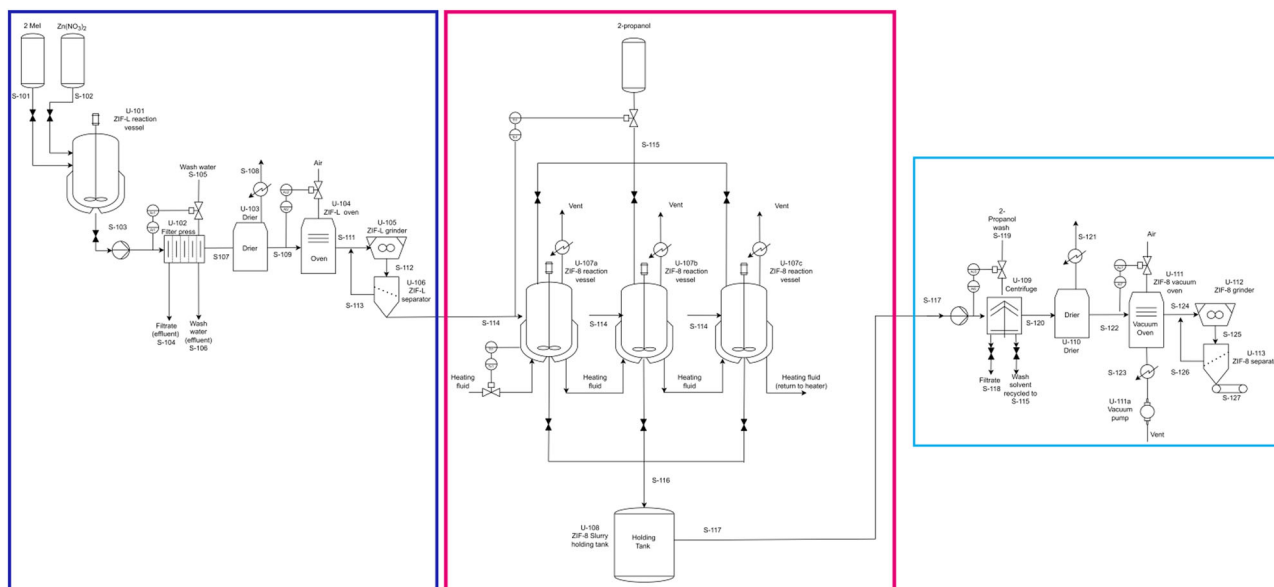 2 MeI
Zn(NO3)2
S-101
S-102
U-101
ZIF-L reaction
vessel
Wash water
S-105
S-103
U-102
Filter press
Filtrate
(effluent)
S-104
Wash
water
(effluent)
S-106
S107
S-108
U-103
Drier
Drier
S-109
Air
U-104
ZIF-L oven
Oven
S-111
U-105
ZIF-L grinder
S-112
U-106
ZIF-L
separator
S-113
2-propanol
S-115
Vent
Vent
Vent
U-107a
ZIF-8 reaction
vessel
U-107b
ZIF-8 reaction
vessel
U-107c
ZIF-8 reaction
vessel
S-114
S-114
S-114
Heating
fluid
Heating
fluid
Heating
fluid
Heating fluid
(return to heater)
S-116
U-108
ZIF-8 Slurry
holding tank
Holding
Tank
S-117
S-117
2-
Propanol
wash
S-119
U-109
Centrifuge
Filtrate
S-118
Wash
solvent
recycled to
S-115
S-120
S-121
Drier
U-110
Drier
S-122
Air
U-111
ZIF-8 vacuum
oven
Vacuum
Oven
S-123
U-111a
Vacuum
pump
Vent
S-124
U-112
ZIF-8 grinder
S-125
S-126
U-113
ZIF-8 separat
S-127